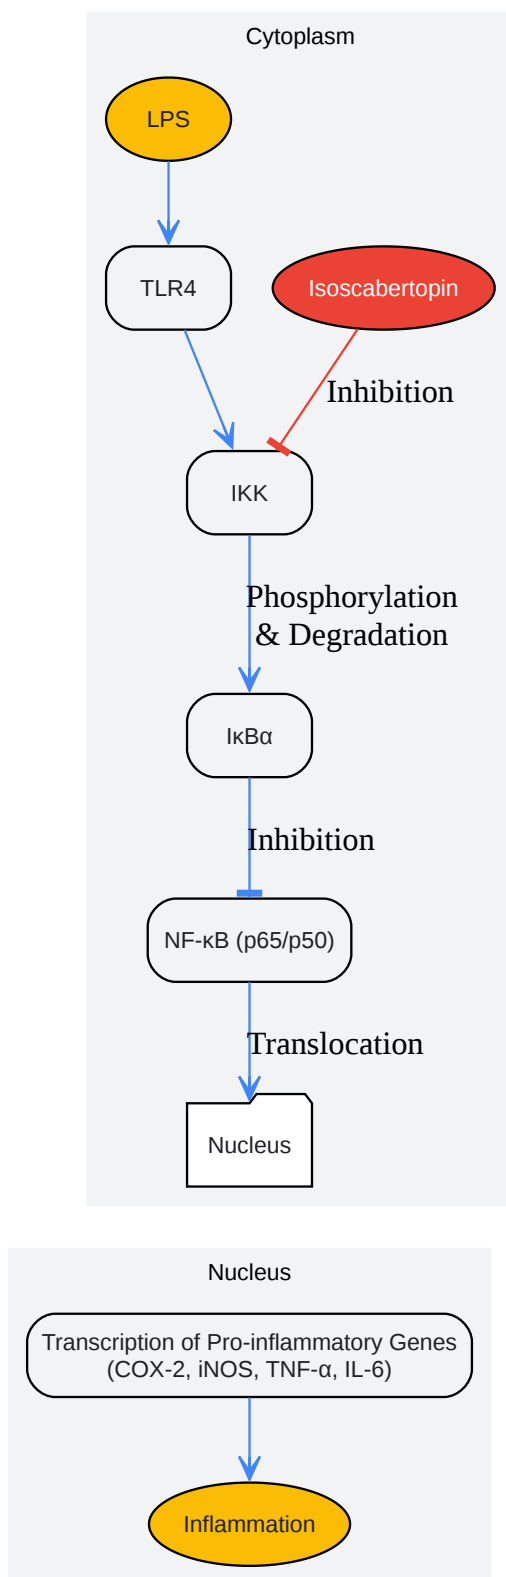 Cytoplasm
LPS
TLR4
Isoscabertopin
Inhibition
IKK
Phosphorylation
& Degradation
IκBα
Inhibition
NF-κB (p65/p50)
Translocation
Nucleus
Nucleus
Transcription of Pro-inflammatory Genes
(COX-2, iNOS, TNF-α, IL-6)
Inflammation